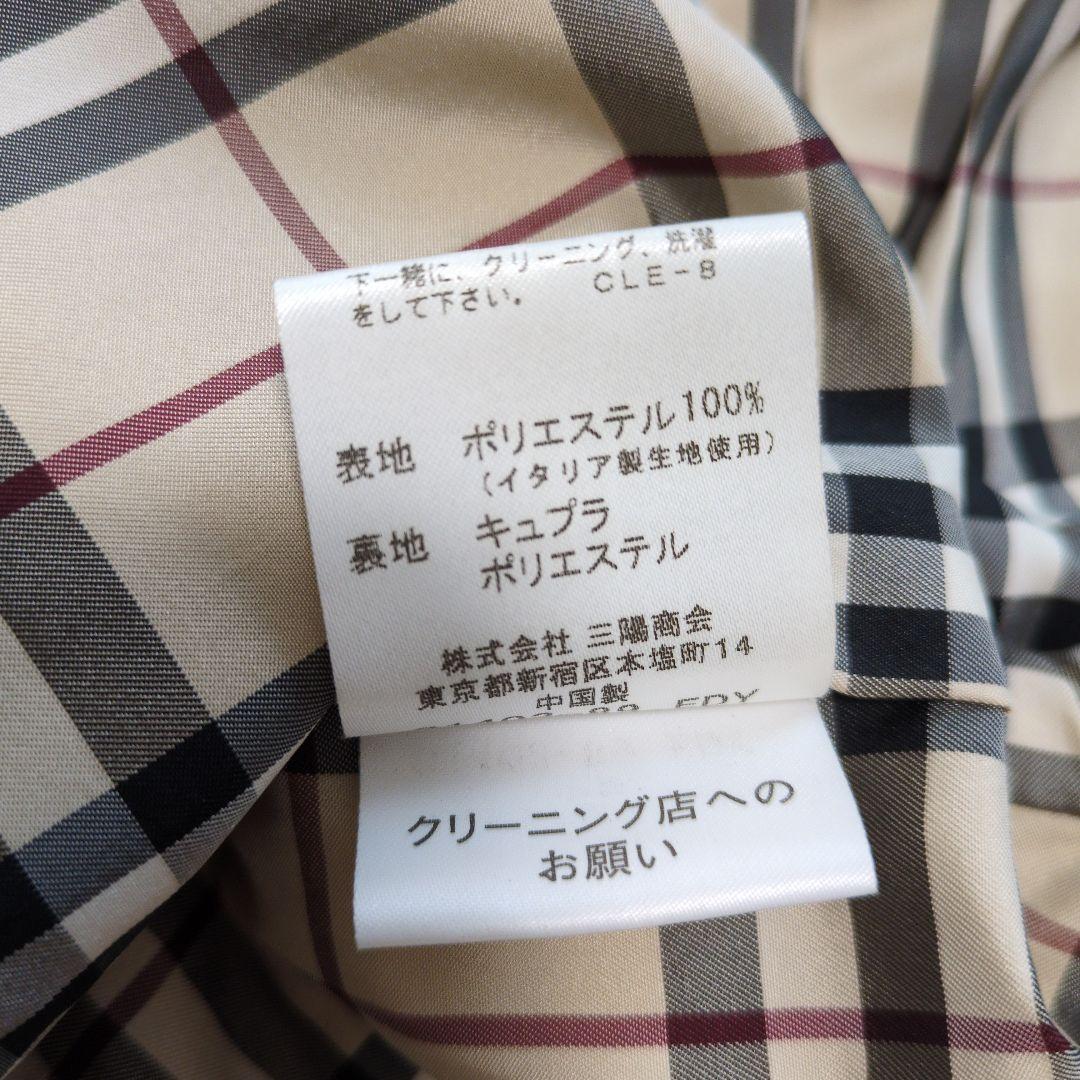 下一緒に、クリーニング、洗濯
をして下さい。 CLE-8
表地 ポリエステル100%
(イタリア製生地使用)
裏地 キュプラ
ポリエステル
株式会社 三陽商会
東京都新宿区本塩町14
中国製
クリーニング店への
お願い